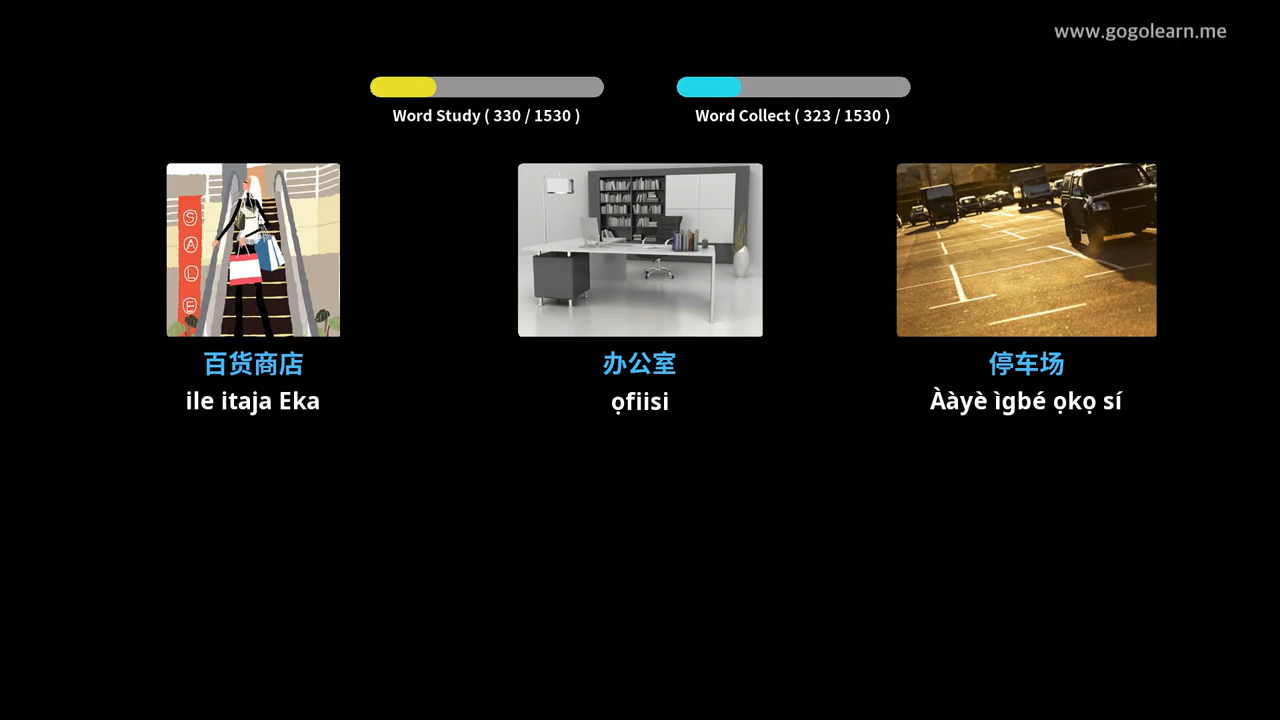 www.gogolearn.me
Word Study ( 330 / 1530 )
Word Collect ( 323 / 1530 )
SALE
百货商店
办公室
停车场
ile itaja Eka
ọfiisi
Ààyè ìgbé ọkọ sí